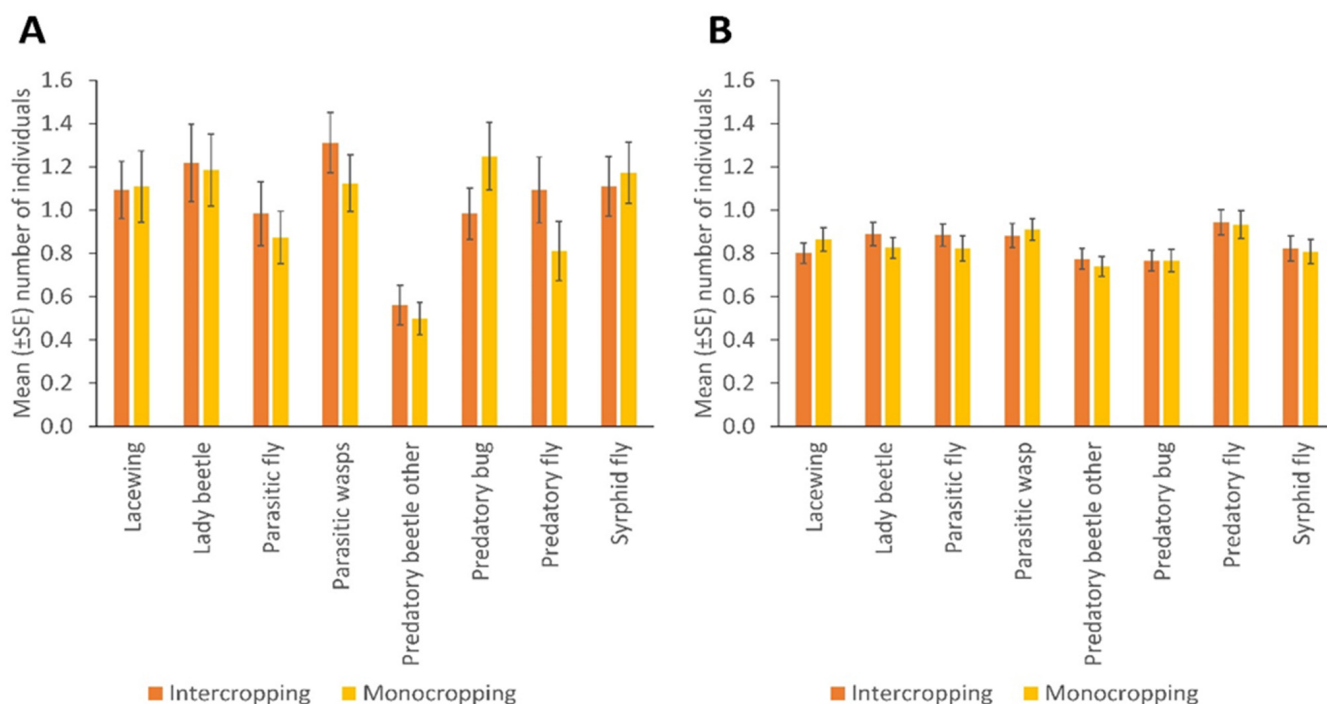 A
Mean (±SE) number of individuals
1.6
1.4
1.2
1.0
0.8
0.6
0.4
0.2
0.0
Lacewing
Lady beetle
Parasitic fly
Parasitic wasps
Predatory beetle other
Predatory bug
Predatory fly
Syrphid fly
Intercropping Monocropping
B
Mean (±SE) number of individuals
1.6
1.4
1.2
1.0
0.8
0.6
0.4
0.2
0.0
Lacewing
Lady beetle
Parasitic fly
Parasitic wasp
Predatory beetle other
Predatory bug
Predatory fly
Syrphid fly
Intercropping Monocropping